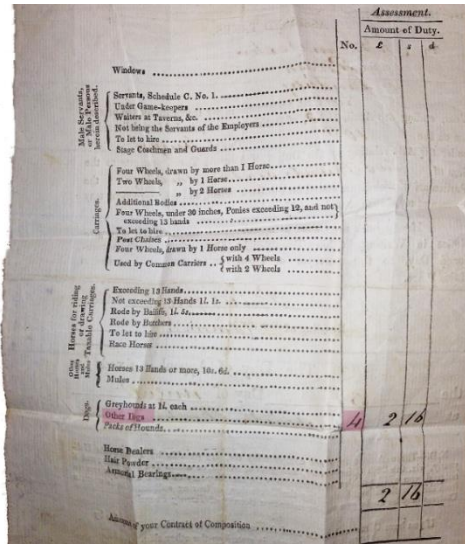 Assessment.
Amount of Duty.
No. £ s d
Windows
Male Servants, or Male Persons herein described.
Servants, Schedule C. No. 1.
Under Game-keepers
Waiters at Taverns, &c.
Not being the Servants of the Employers
To let to hire
Stage Coachmen and Guards
Carriages.
Four Wheels, drawn by more than 1 Horse
Two Wheels, „ by 1 Horse
„ by 2 Horses
Additional Bodies
Four Wheels, under 30 inches, Ponies exceeding 12, and not
exceeding 13 hands
To let to hire
Post Chaises
Four Wheels, drawn by 1 Horse only
Used by Common Carriers .. with 4 Wheels
with 2 Wheels
Horses for riding or drawing Taxable Carriages.
Exceeding 13 Hands
Not exceeding 13 Hands 1l. 1s.
Rode by Bailiffs, 1l. 5s.
Rode by Butchers
To let to hire
Race Horses
Other Horses and Mules
Horses 13 Hands or more, 10s. 6d.
Mules
Dogs.
Greyhounds at 1l. each
Other Dogs 4 2 16
Packs of Hounds
Horse Dealers
Hair Powder
Armorial Bearings
2 16
Amount of your Contract of Composition